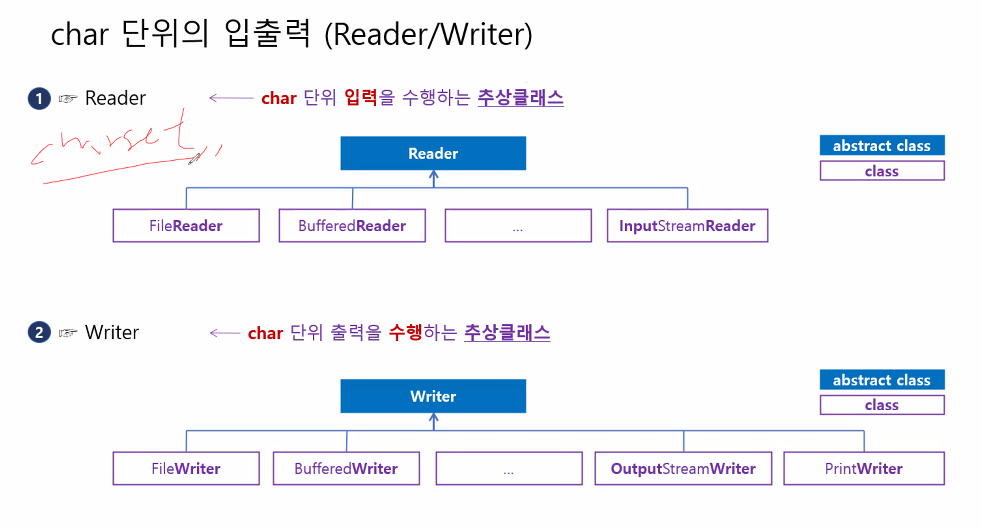 char 단위의 입출력 (Reader/Writer)
1 ☞ Reader ← char 단위 입력을 수행하는 추상클래스
charset,,
Reader
abstract class
class
FileReader BufferedReader ... InputStreamReader
2 ☞ Writer ← char 단위 출력을 수행하는 추상클래스
abstract class
Writer
class
FileWriter BufferedWriter ... OutputStreamWriter PrintWriter